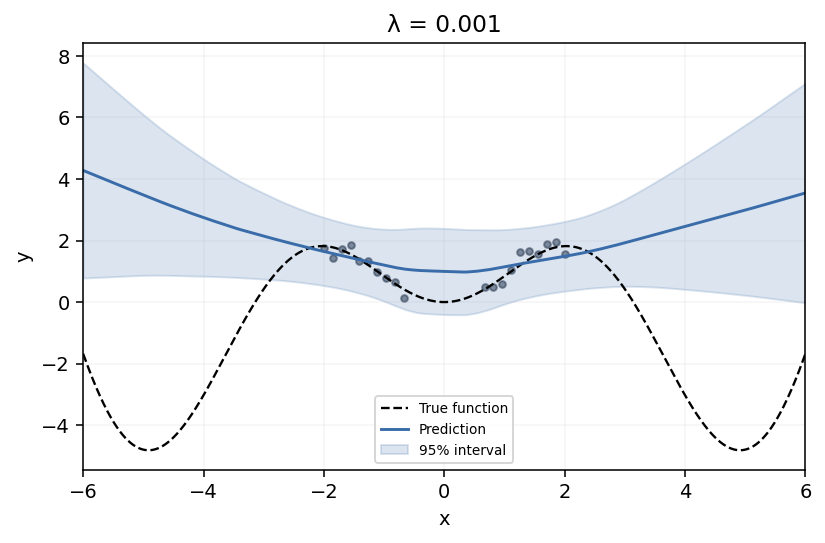 λ = 0.001
8
6
4
2
0
−2
−4
y
−6
−4
−2
0
2
4
6
x
True function
Prediction
95% interval